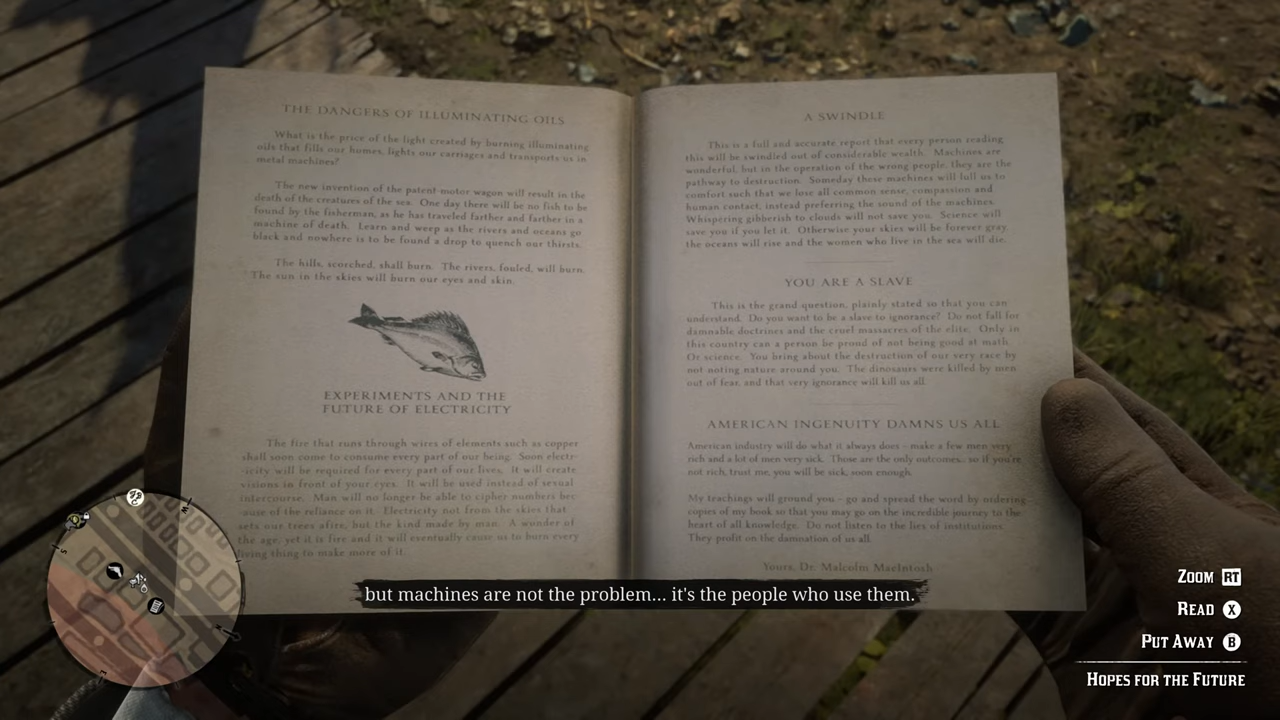 THE DANGERS OF ILLUMINATING OILS
What is the price of the light created by burning illuminating
oils that fills our homes, lights our carriages and transports us in
metal machines?
The new invention of the patent-motor wagon will result in the
death of the creatures of the sea. One day there will be no fish to be
found by the fisherman, as he has traveled farther and farther in a
machine of death. Learn and weep as the rivers and oceans go
black and nowhere is to be found a drop to quench our thirsts.
The hills, scorched, shall burn. The rivers, fouled, will burn.
The sun in the skies will burn our eyes and skin.
EXPERIMENTS AND THE
FUTURE OF ELECTRICITY
The fire that runs through wires of elements such as copper
shall soon come to consume every part of our being. Soon electr-
-icity will be required for every part of our lives. It will create
visions in front of your eyes. It will be used instead of sexual
intercourse. Man will no longer be able to cipher numbers bec
-ause of the reliance on it. Electricity not from the skies that
sets our trees afire, but the kind made by man. A wonder of
the age, yet it is fire and it will eventually cause us to burn every
living thing to make more of it.
A SWINDLE
This is a full and accurate report that every person reading
this will be swindled out of considerable wealth. Machines are
wonderful, but in the operation of the wrong people, they are the
pathway to destruction. Someday these machines will lull us to
comfort such that we lose all common sense, compassion and
human contact, instead preferring the sound of the machines.
Whispering gibberish to clouds will not save you. Science will
save you if you let it. Otherwise your skies will be forever gray,
the oceans will rise and the women who live in the sea will die.
YOU ARE A SLAVE
This is the grand question, plainly stated so that you can
understand. Do you want to be a slave to ignorance? Do not fall for
damnable doctrines and the cruel massacres of the elite. Only in
this country can a person be proud of not being good at math.
Or science. You bring about the destruction of our very race by
not noting nature around you. The dinosaurs were killed by men
out of fear, and that very ignorance will kill us all.
AMERICAN INGENUITY DAMNS US ALL
American industry will do what it always does - make a few men very
rich and a lot of men very sick. Those are the only outcomes.. so if you're
not rich, trust me, you will be sick, soon enough.
My teachings will ground you - go and spread the word by ordering
copies of my book so that you may go on the incredible journey to the
heart of all knowledge. Do not listen to the lies of institutions.
They profit on the damnation of us all.
Yours, Dr. Malcolm MacIntosh
but machines are not the problem... it's the people who use them.
ZOOM RT
READ X
PUT AWAY B
HOPES FOR THE FUTURE